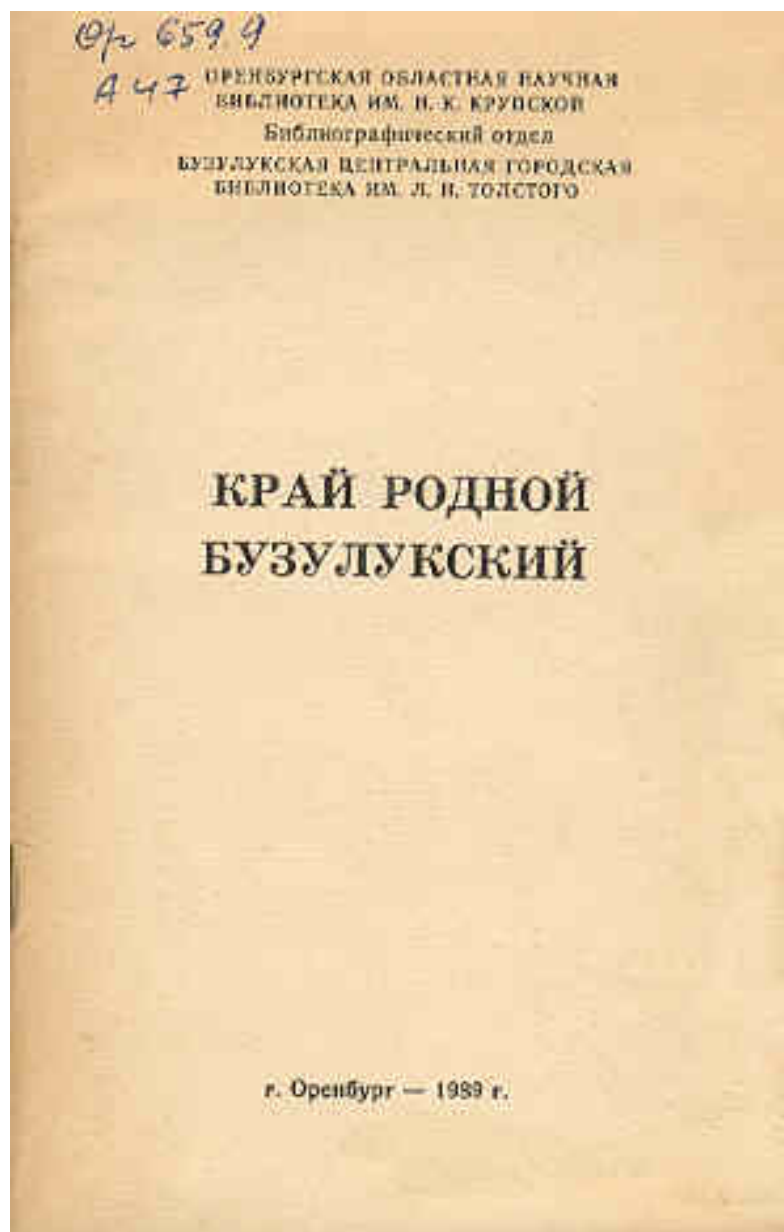 Ор 659.9
А 47
ОРЕНБУРГСКАЯ ОБЛАСТНАЯ НАУЧНАЯ
БИБЛИОТЕКА ИМ. Н. К. КРУПСКОЙ
Библиографический отдел
БУЗУЛУКСКАЯ ЦЕНТРАЛЬНАЯ ГОРОДСКАЯ
БИБЛИОТЕКА ИМ. Л. Н. ТОЛСТОГО
КРАЙ РОДНОЙ
БУЗУЛУКСКИЙ
г. Оренбург — 1989 г.